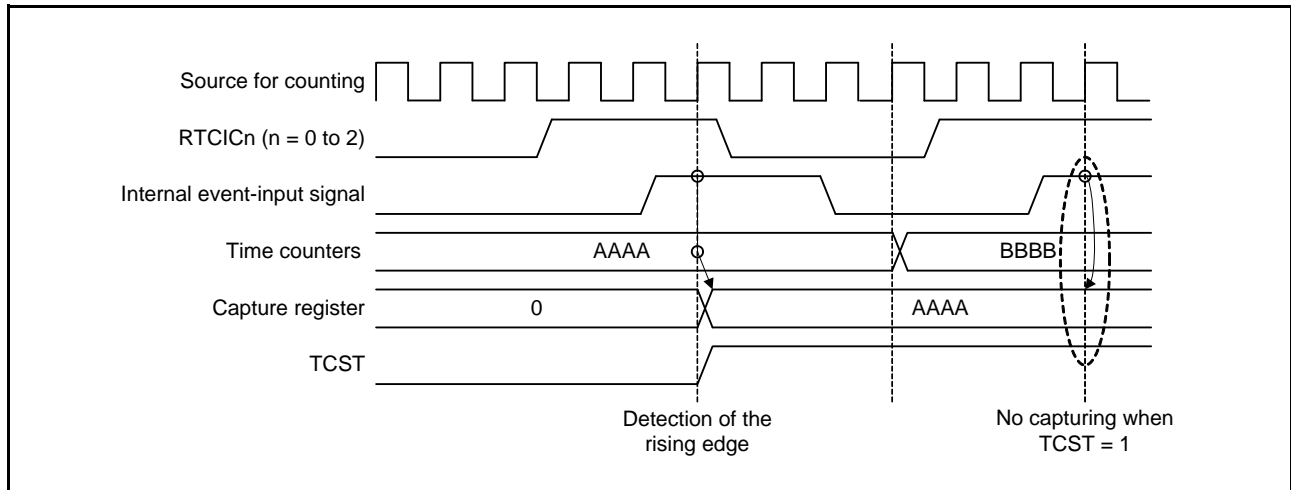 Source for counting
RTCICn (n = 0 to 2)
Internal event-input signal
Time counters
AAAA
BBBB
Capture register
0
AAAA
TCST
Detection of the
rising edge
No capturing when
TCST = 1